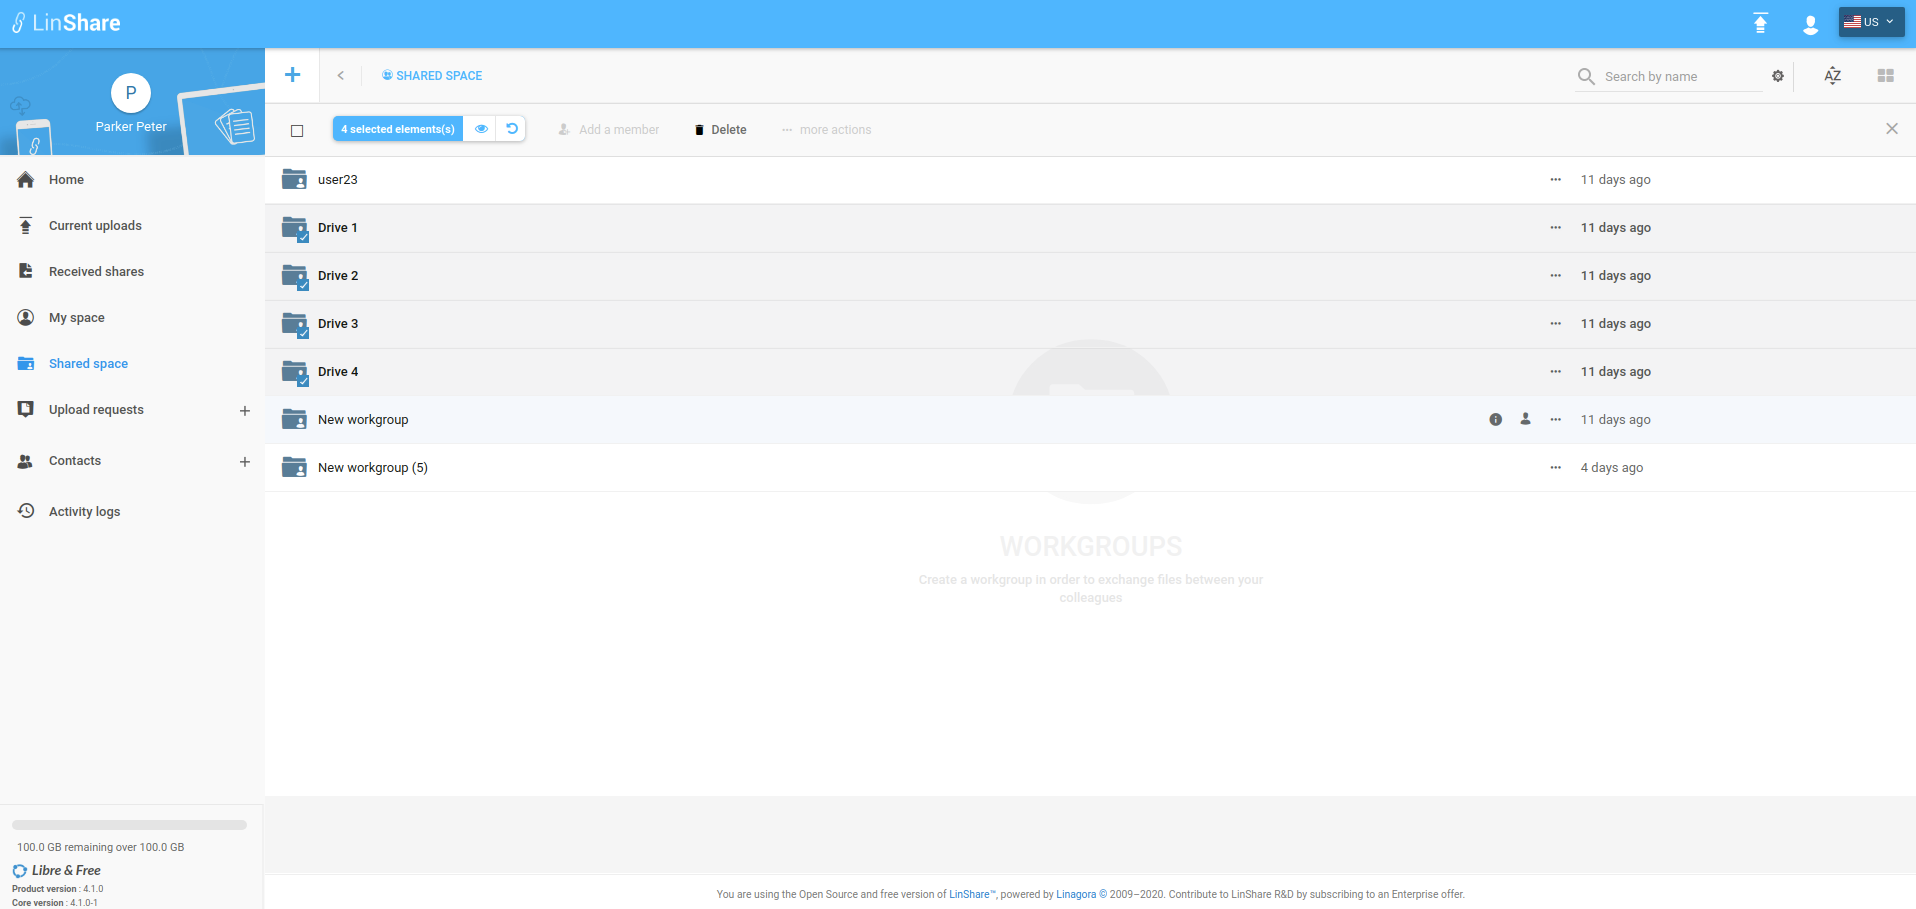 LinShare
US
P
Parker Peter
Home
Current uploads
Received shares
My space
Shared space
Upload requests
Contacts
Activity logs
100.0 GB remaining over 100.0 GB
Libre & Free
Product version : 4.1.0
Core version : 4.1.0-1
SHARED SPACE
Search by name
AZ
4 selected elements(s)
Add a member
Delete
more actions
user23 11 days ago
Drive 1 11 days ago
Drive 2 11 days ago
Drive 3 11 days ago
Drive 4 11 days ago
New workgroup 11 days ago
New workgroup (5) 4 days ago
WORKGROUPS
Create a workgroup in order to exchange files between your
colleagues
You are using the Open Source and free version of LinShare™, powered by Linagora © 2009–2020. Contribute to LinShare R&D by subscribing to an Enterprise offer.